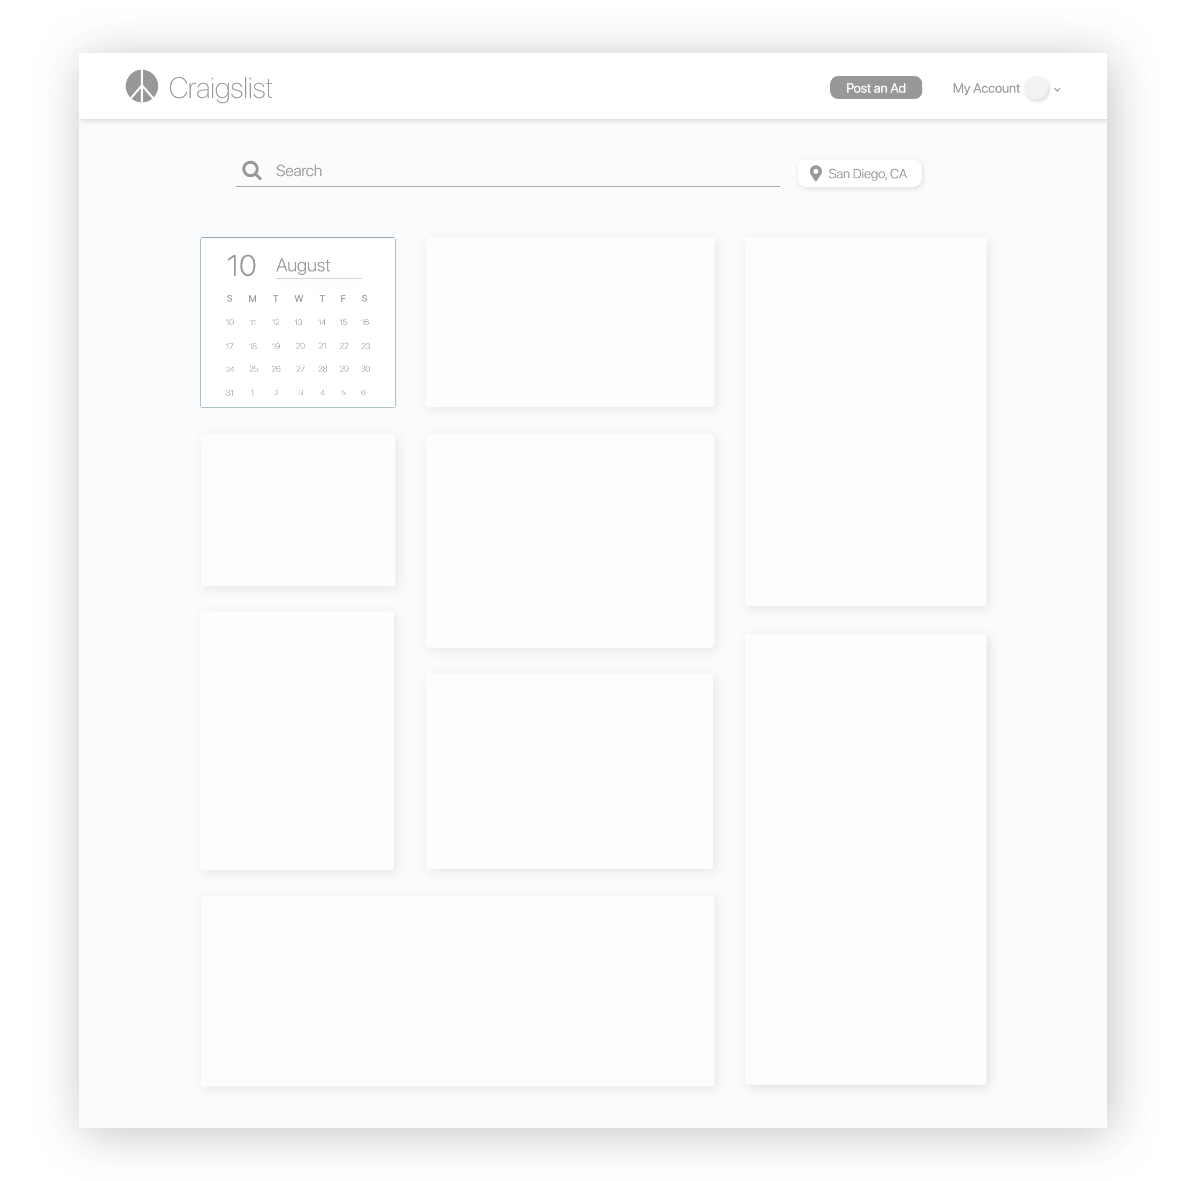 Craigslist
Post an Ad
My Account
Search
San Diego, CA
10 August
S M T W T F S
10 11 12 13 14 15 16
17 18 19 20 21 22 23
24 25 26 27 28 29 30
31 1 2 3 4 5 6